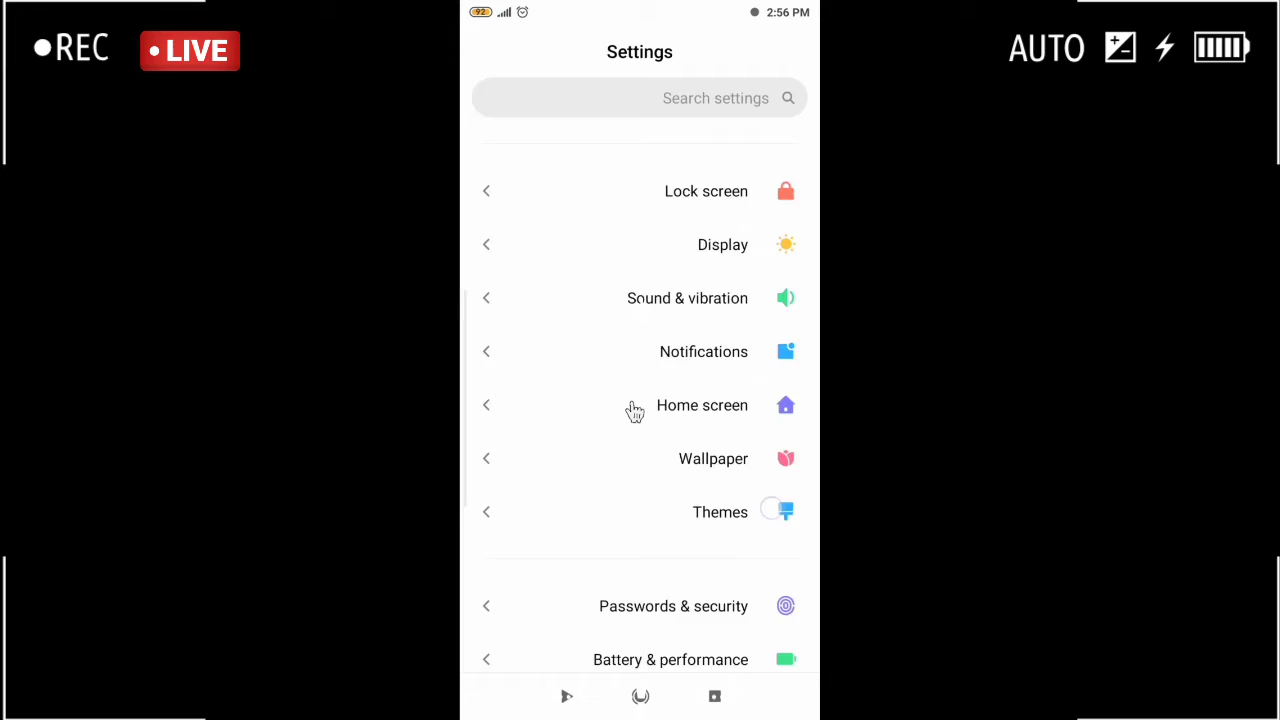 REC
LIVE
AUTO
92
2:56 PM
Settings
Search settings
Lock screen
Display
Sound & vibration
Notifications
Home screen
Wallpaper
Themes
Passwords & security
Battery & performance